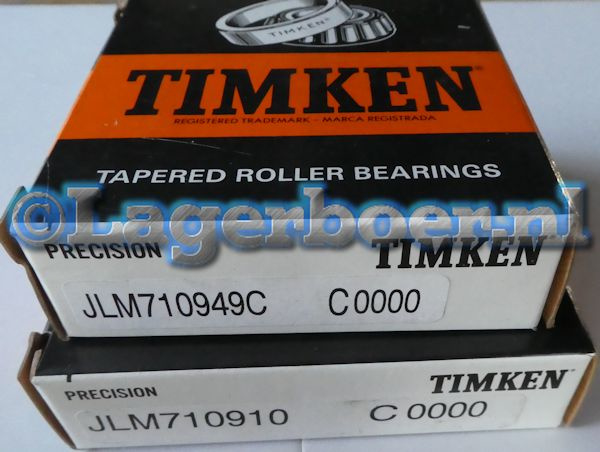 TIMKEN
TIMKEN
REGISTERED TRADEMARK - MARCA REGISTRADA
TAPERED ROLLER BEARINGS
©Lagerboer.nl
PRECISION TIMKEN
JLM710949C C0000
PRECISION TIMKEN
JLM710910 C0000